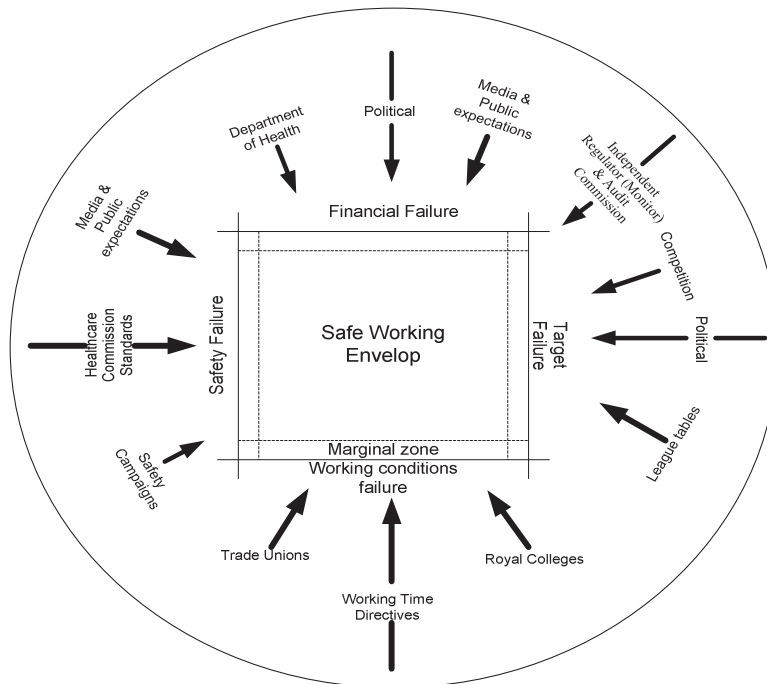 Political
Media &
Public
expectations
Department
of Health
Independent
Regulator (Monitor)
& Audit
Commission
Media &
Public
expectations
Financial Failure
Competition
Healthcare
Commission
Standards
Safety Failure
Safe Working
Envelop
Target
Failure
Political
League tables
Safety
Campaigns
Marginal zone
Working conditions
failure
Trade Unions
Royal Colleges
Working Time
Directives